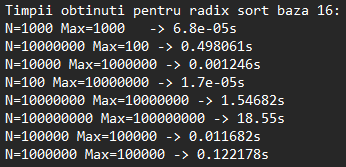 Timpii obtinuti pentru radix sort baza 16:
N=1000 Max=1000   -> 6.8e-05s
N=10000000 Max=100 -> 0.498061s
N=10000 Max=1000000 -> 0.001246s
N=100 Max=1000000 -> 1.7e-05s
N=10000000 Max=10000000 -> 1.54682s
N=100000000 Max=100000000 -> 18.55s
N=100000 Max=100000 -> 0.011682s
N=1000000 Max=100000 -> 0.122178s